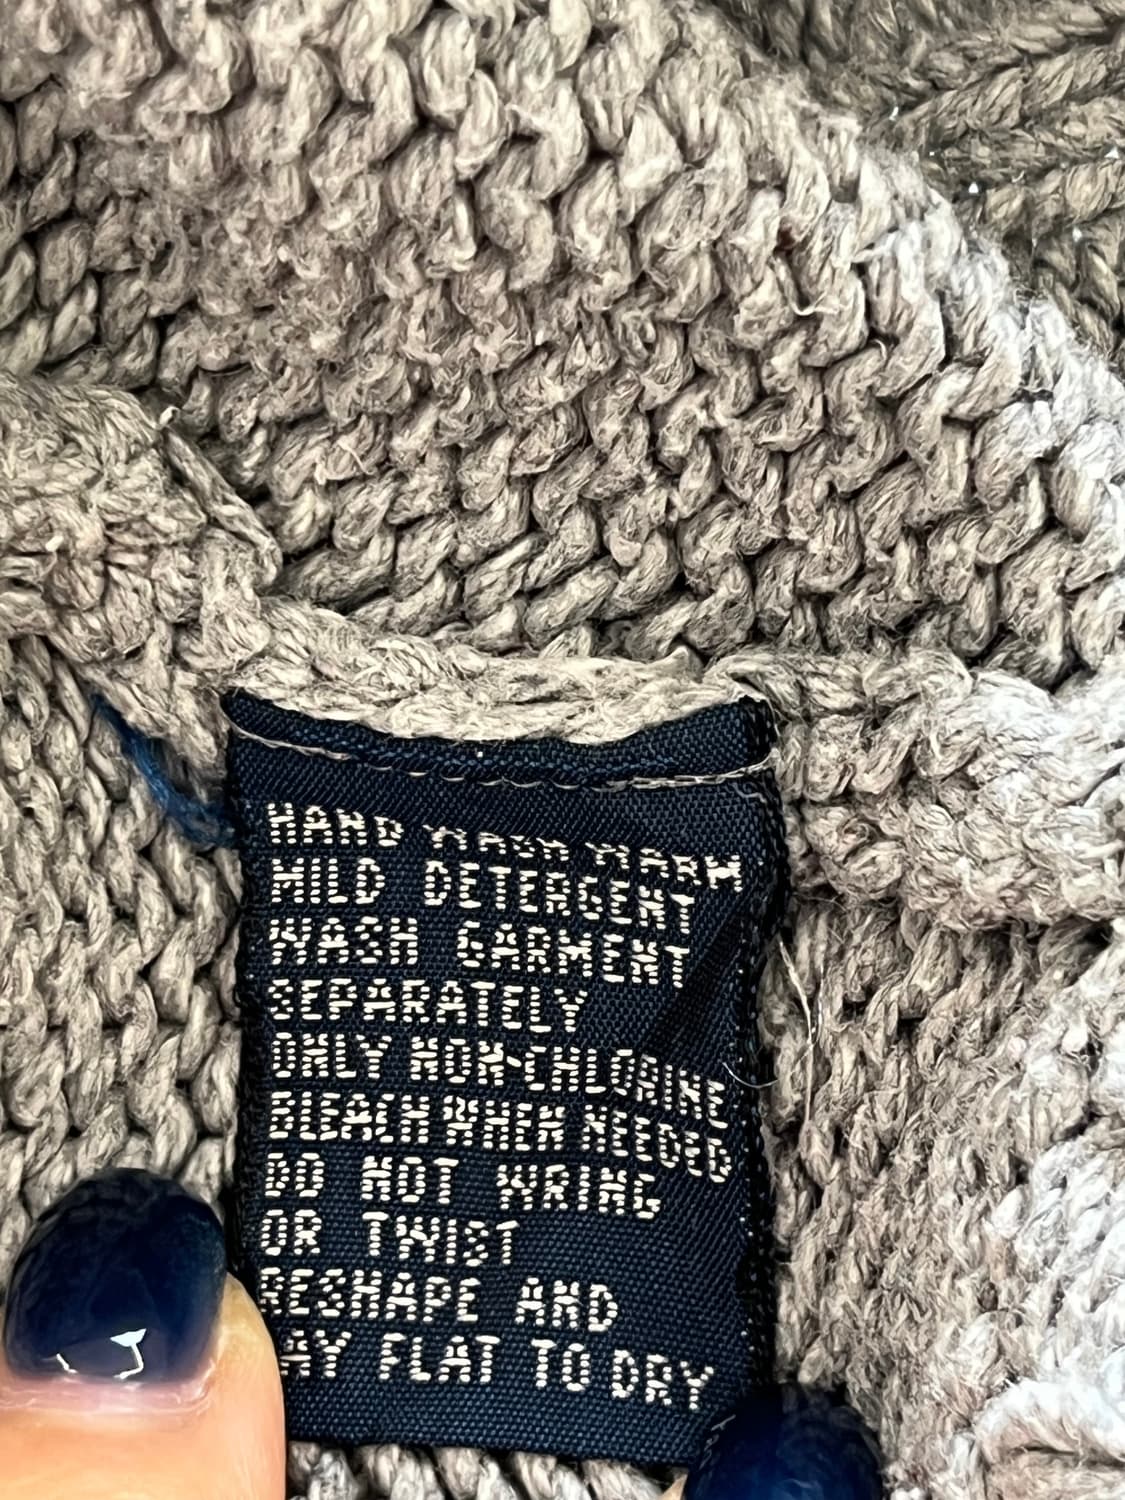 HAND WASH WARM
MILD DETERGENT
WASH GARMENT
SEPARATELY
ONLY NON-CHLORINE
BLEACH WHEN NEEDED
DO NOT WRING
OR TWIST
RESHAPE AND
LAY FLAT TO DRY